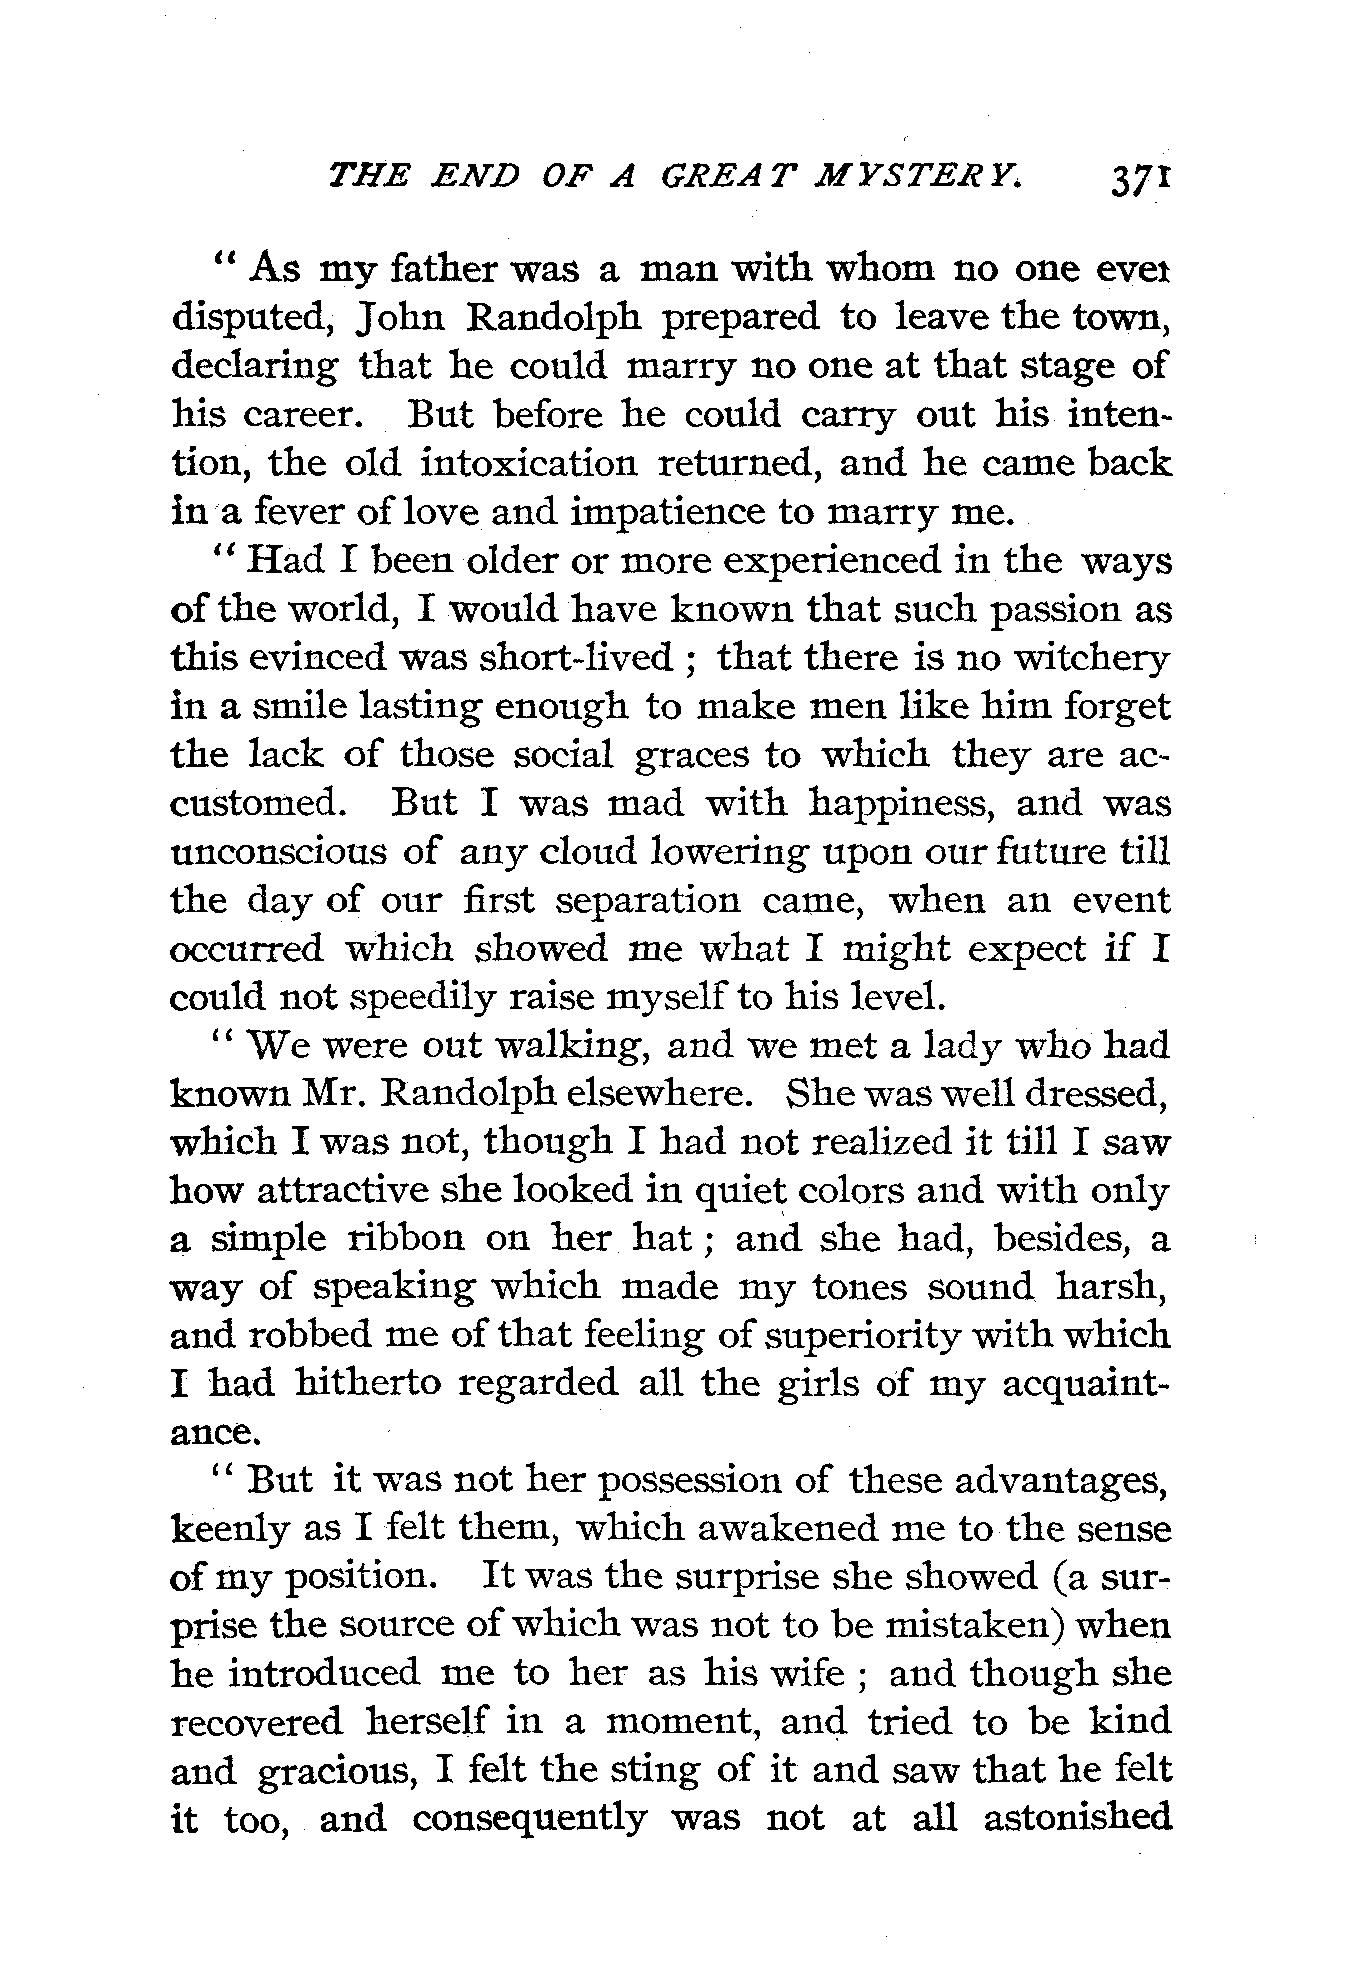 THE END OF A GREAT MYSTERY. 371
“ As my father was a man with whom no one ever
disputed, John Randolph prepared to leave the town,
declaring that he could marry no one at that stage of
his career. But before he could carry out his inten-
tion, the old intoxication returned, and he came back
in a fever of love and impatience to marry me.
“ Had I been older or more experienced in the ways
of the world, I would have known that such passion as
this evinced was short-lived ; that there is no witchery
in a smile lasting enough to make men like him forget
the lack of those social graces to which they are ac-
customed. But I was mad with happiness, and was
unconscious of any cloud lowering upon our future till
the day of our first separation came, when an event
occurred which showed me what I might expect if I
could not speedily raise myself to his level.
“ We were out walking, and we met a lady who had
known Mr. Randolph elsewhere. She was well dressed,
which I was not, though I had not realized it till I saw
how attractive she looked in quiet colors and with only
a simple ribbon on her hat ; and she had, besides, a
way of speaking which made my tones sound harsh,
and robbed me of that feeling of superiority with which
I had hitherto regarded all the girls of my acquaint-
ance.
“ But it was not her possession of these advantages,
keenly as I felt them, which awakened me to the sense
of my position. It was the surprise she showed (a sur-
prise the source of which was not to be mistaken) when
he introduced me to her as his wife ; and though she
recovered herself in a moment, and tried to be kind
and gracious, I felt the sting of it and saw that he felt
it too, and consequently was not at all astonished